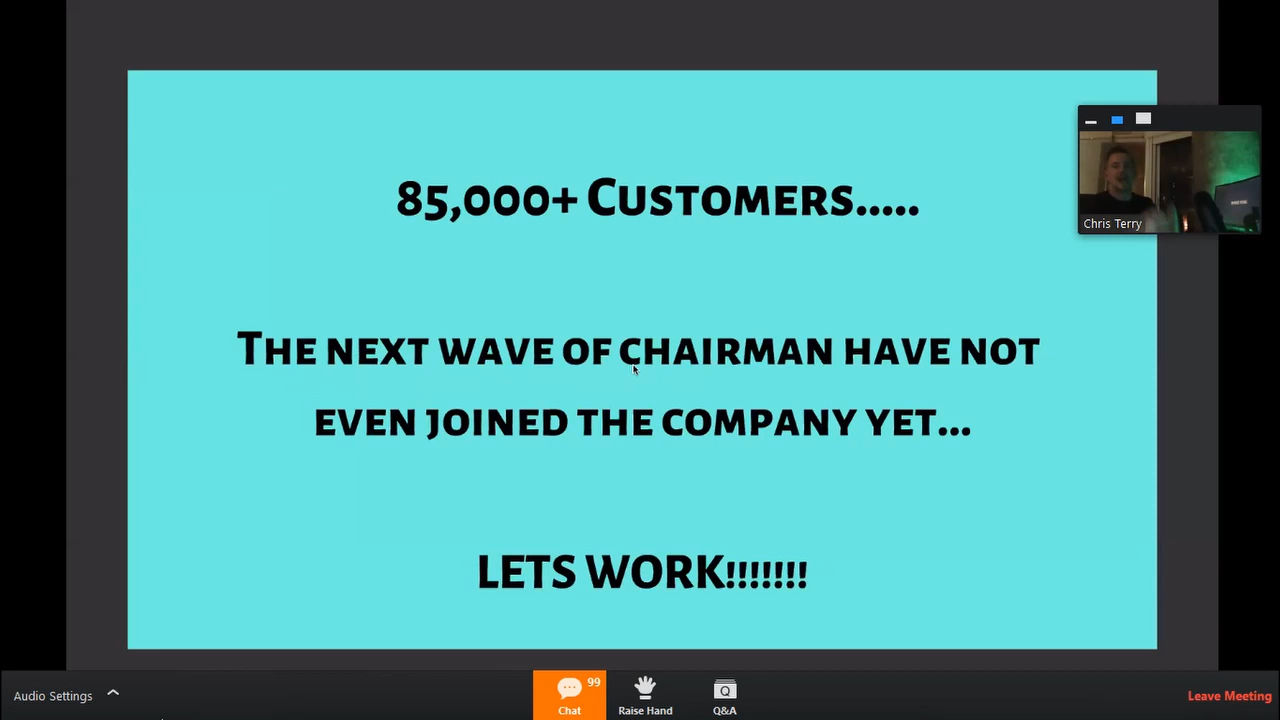 85,000+ Customers.....
Chris Terry
The next wave of chairman have not
even joined the company yet...
LETS WORK!!!!!!!
Audio Settings
99
Chat
Raise Hand
Q
Q&A
Leave Meeting